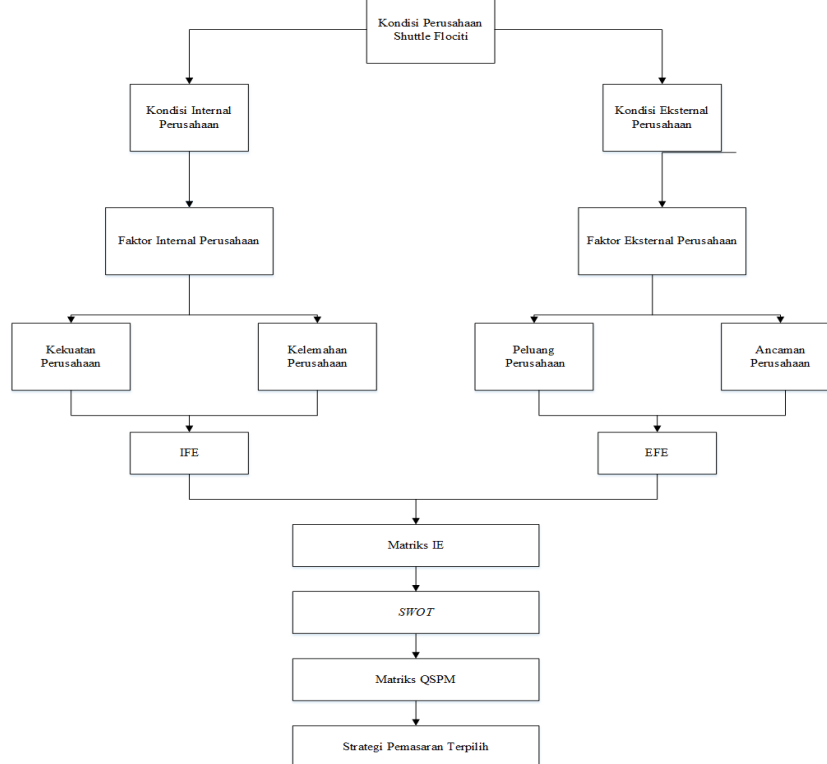 Kondisi Perusahaan
Shuttle Flociti
Kondisi Internal
Perusahaan
Kondisi Eksternal
Perusahaan
Faktor Internal Perusahaan
Faktor Eksternal Perusahaan
Kekuatan
Perusahaan
Kelemahan
Perusahaan
Peluang
Perusahaan
Ancaman
Perusahaan
IFE
EFE
Matriks IE
SWOT
Matriks QSPM
Strategi Pemasaran Terpilih